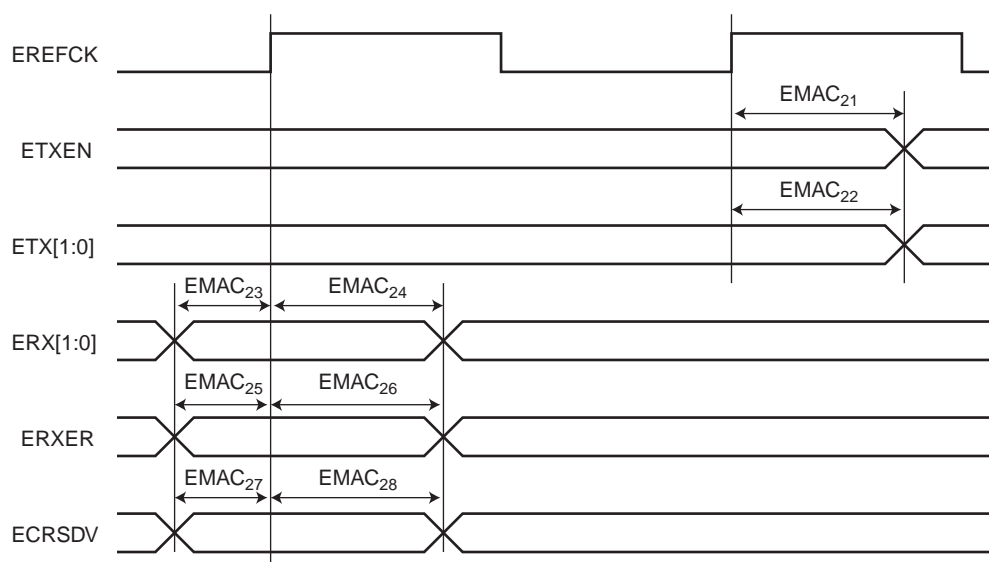 EREFCK
EMAC21
ETXEN
EMAC22
ETX[1:0]
EMAC23 EMAC24
ERX[1:0]
EMAC25 EMAC26
ERXER
EMAC27 EMAC28
ECRSDV